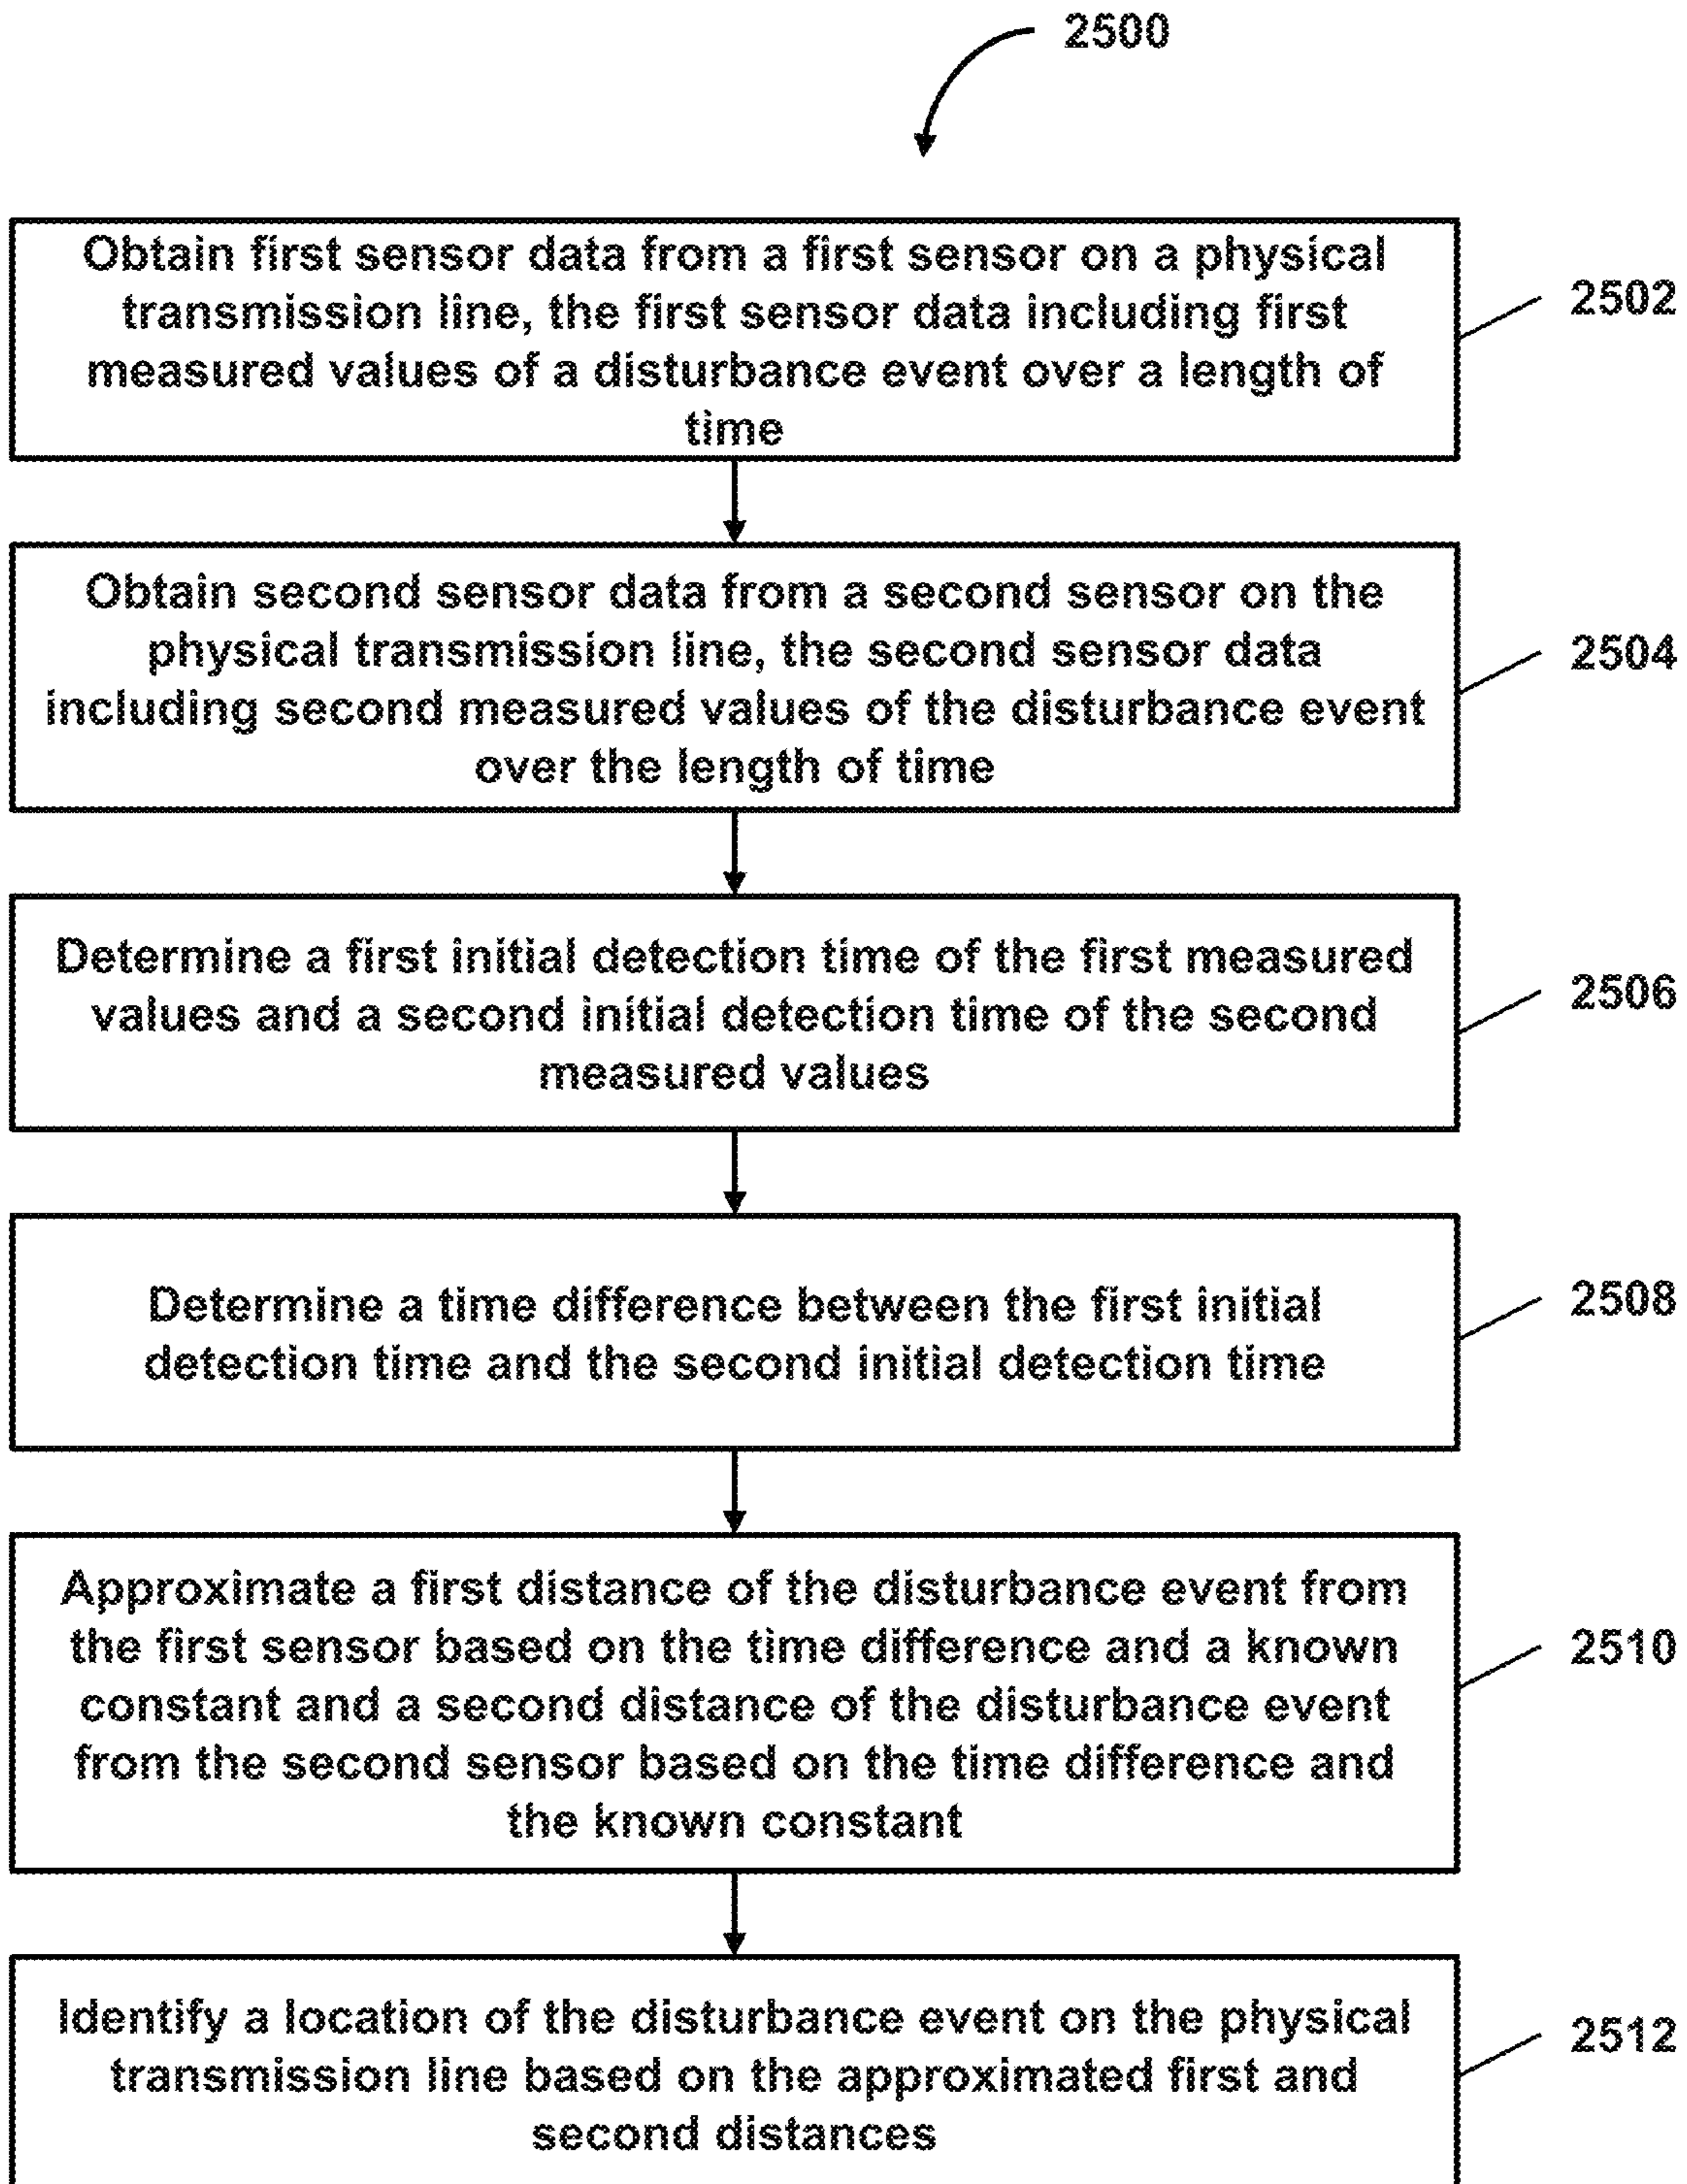 2500
Obtain first sensor data from a first sensor on a physical
transmission line, the first sensor data including first
measured values of a disturbance event over a length of
time
2502
Obtain second sensor data from a second sensor on the
physical transmission line, the second sensor data
including second measured values of the disturbance event
over the length of time
2504
Determine a first initial detection time of the first measured
values and a second initial detection time of the second
measured values
2506
Determine a time difference between the first initial
detection time and the second initial detection time
2508
Approximate a first distance of the disturbance event from
the first sensor based on the time difference and a known
constant and a second distance of the disturbance event
from the second sensor based on the time difference and
the known constant
2510
Identify a location of the disturbance event on the physical
transmission line based on the approximated first and
second distances
2512